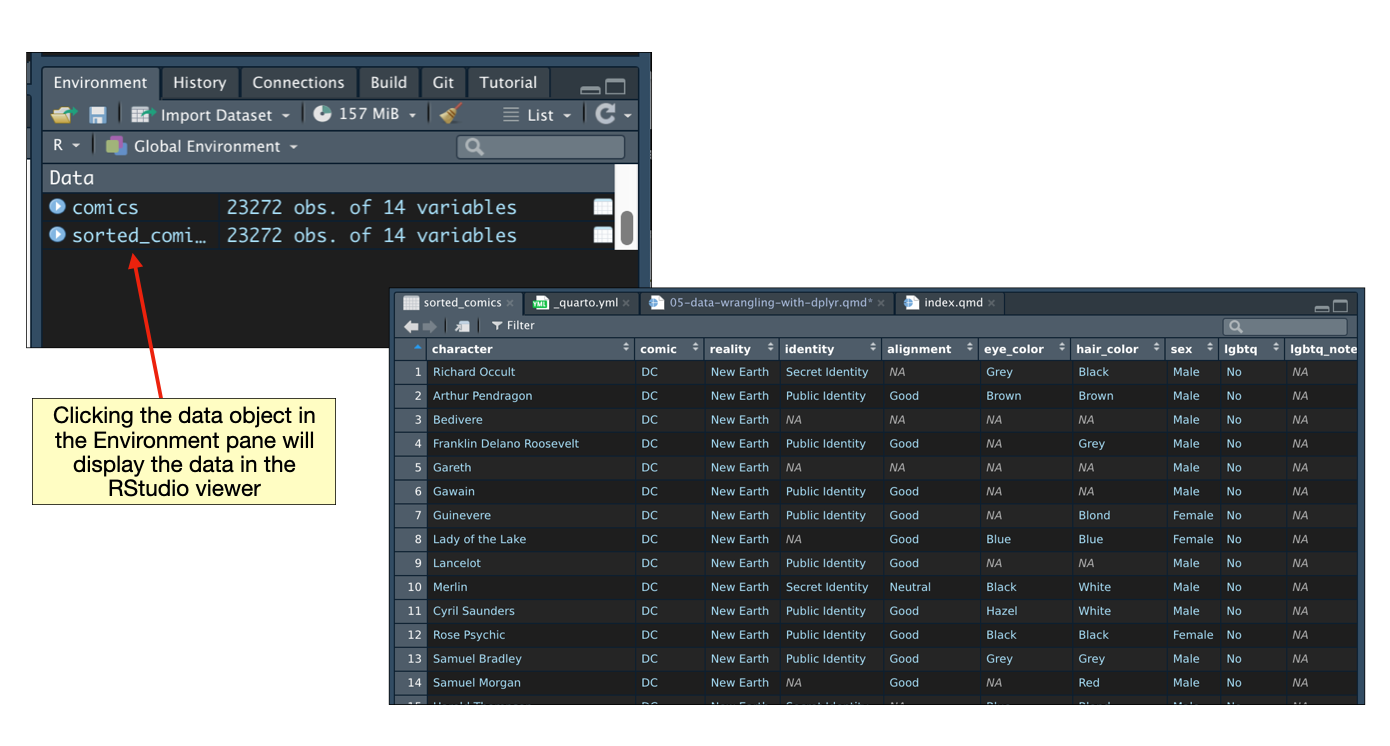 Environment History Connections Build Git Tutorial
Import Dataset 157 MiB List
R Global Environment
Data
comics 23272 obs. of 14 variables
sorted_comi… 23272 obs. of 14 variables
Clicking the data object in
the Environment pane will
display the data in the
RStudio viewer
sorted_comics _quarto.yml 05-data-wrangling-with-dplyr.qmd* index.qmd
Filter
character comic reality identity alignment eye_color hair_color sex lgbtq lgbtq_note
1 Richard Occult DC New Earth Secret Identity NA Grey Black Male No NA
2 Arthur Pendragon DC New Earth Public Identity Good Brown Brown Male No NA
3 Bedivere DC New Earth NA NA NA NA Male No NA
4 Franklin Delano Roosevelt DC New Earth Public Identity Good NA Grey Male No NA
5 Gareth DC New Earth NA NA NA NA Male No NA
6 Gawain DC New Earth Public Identity Good NA NA Male No NA
7 Guinevere DC New Earth Public Identity Good NA Blond Female No NA
8 Lady of the Lake DC New Earth NA Good Blue Blue Female No NA
9 Lancelot DC New Earth Public Identity Good NA NA Male No NA
10 Merlin DC New Earth Secret Identity Neutral Black White Male No NA
11 Cyril Saunders DC New Earth Public Identity Good Hazel White Male No NA
12 Rose Psychic DC New Earth Public Identity Good Black Black Female No NA
13 Samuel Bradley DC New Earth Public Identity Good Grey Grey Male No NA
14 Samuel Morgan DC New Earth NA Good NA Red Male No NA